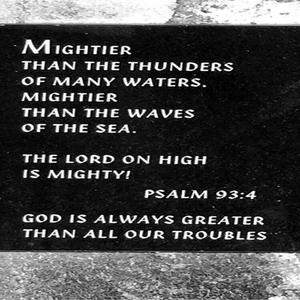 MIGHTIER
THAN THE THUNDERS
OF MANY WATERS.
MIGHTIER
THAN THE WAVES
OF THE SEA.
THE LORD ON HIGH
IS MIGHTY!
PSALM 93:4
GOD IS ALWAYS GREATER
THAN ALL OUR TROUBLES